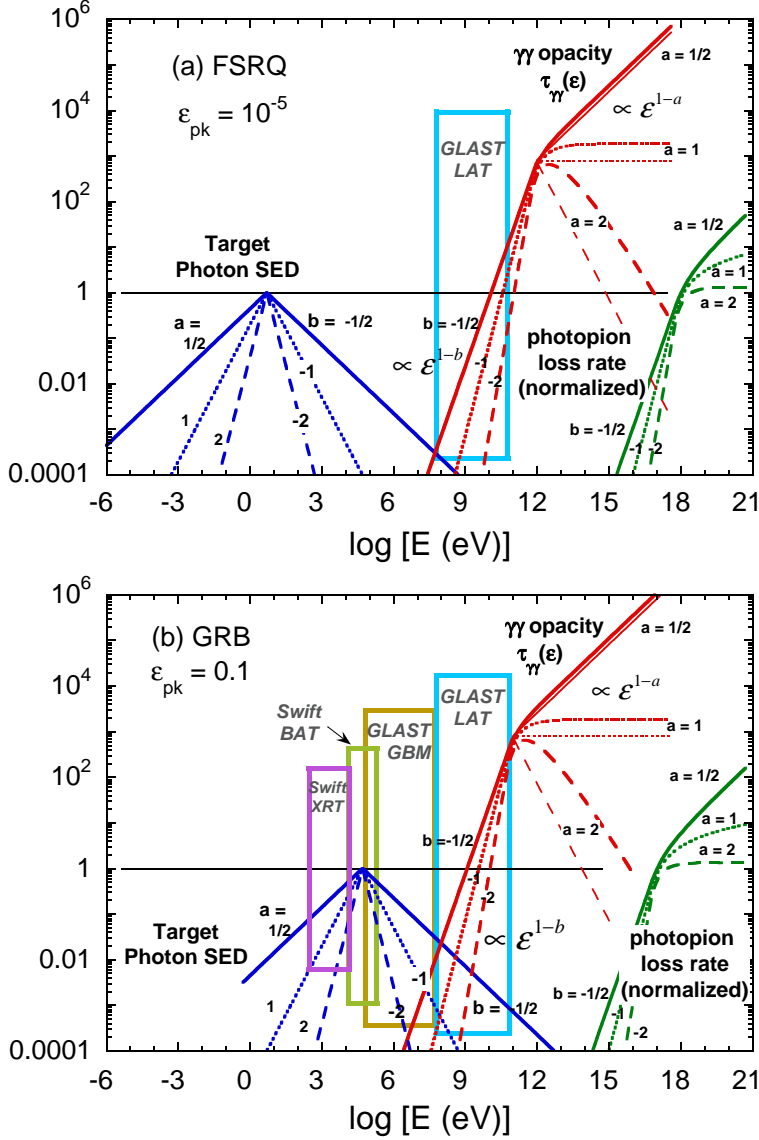 10^6
(a) FSRQ
γγ opacity
τ_γγ(ε)
a = 1/2
ε_pk = 10^-5
10^4
∝ ε^{1-a}
GLAST
LAT
a = 1
10^2
a = 2
a = 1/2
Target
Photon SED
a = 1
1
a = 2
a =
1/2
b = -1/2
b = -1/2
∝ ε^{1-b}
photopion
loss rate
(normalized)
-1
-1
-2
0.01
1
2
-2
b = -1/2
-1
-2
0.0001
-6 -3 0 3 6 9 12 15 18 21
log [E (eV)]
10^6
(b) GRB
γγ opacity
τ_γγ(ε)
a = 1/2
ε_pk = 0.1
10^4
∝ ε^{1-a}
GLAST
LAT
Swift
BAT
GLAST
GBM
a = 1
10^2
Swift
XRT
a = 1/2
b = -1/2
a = 2
a = 1
a = 2
1
-1
-2
a =
1/2
Target
Photon SED
∝ ε^{1-b}
photopion
loss rate
(normalized)
0.01
-1
b = -1/2
b = -1/2
1
2
-2
-1
-2
0.0001
-6 -3 0 3 6 9 12 15 18 21
log [E (eV)]